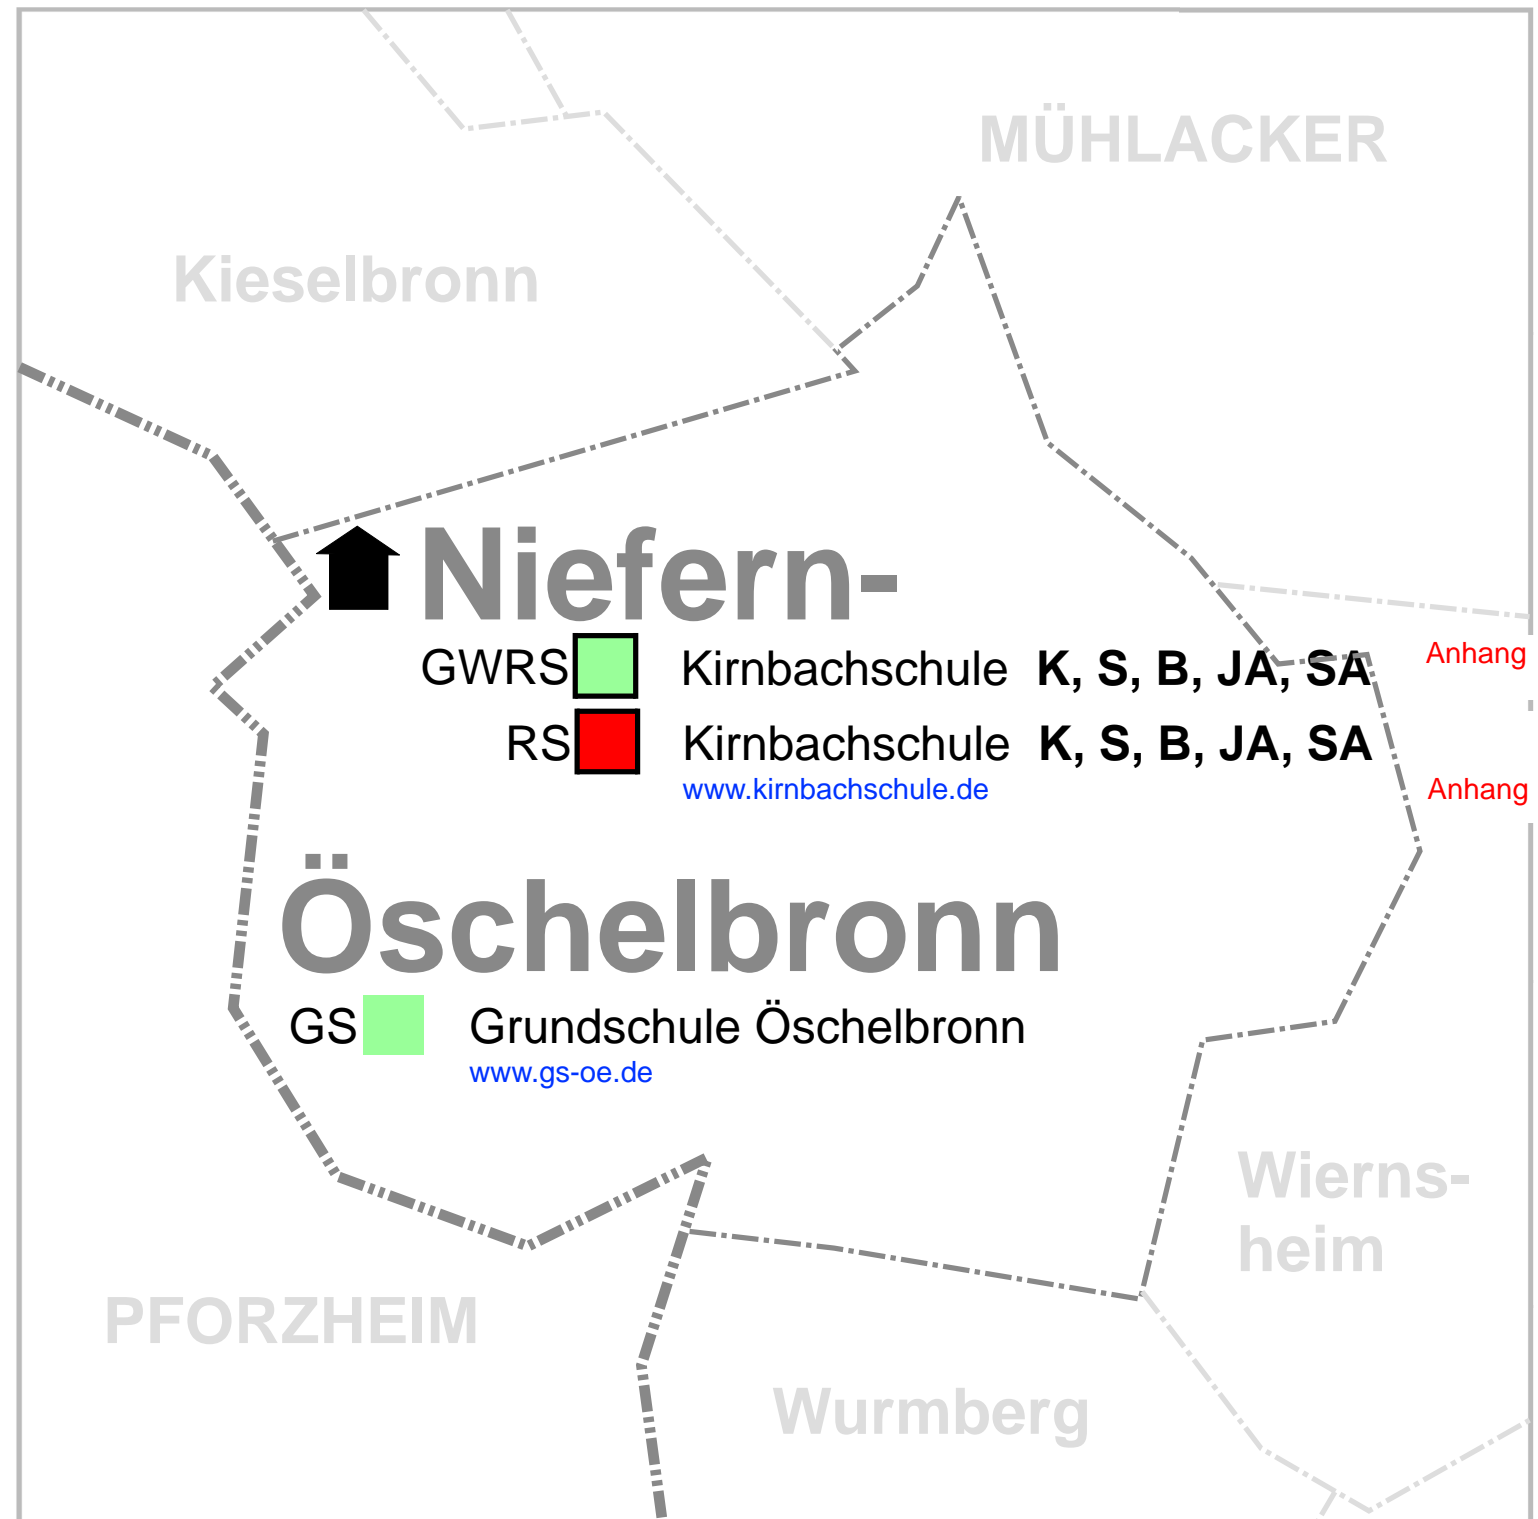 MÜHLACKER
Kieselbronn
Niefern-
GWRS Kirnbachschule K, S, B, JA, SA Anhang
RS Kirnbachschule K, S, B, JA, SA
www.kirnbachschule.de Anhang
Öschelbronn
GS Grundschule Öschelbronn
www.gs-oe.de
Wierns-
heim
PFORZHEIM
Wurmberg